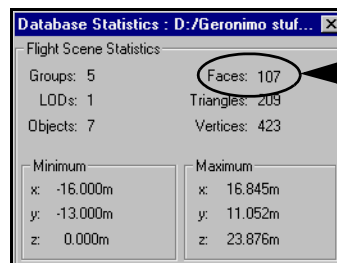 Database Statistics : D:/Geronimo stuf...
Flight Scene Statistics
Groups: 5 Faces: 107
LODs: 1 Triangles: 209
Objects: 7 Vertices: 423
Minimum Maximum
x: -16.000m x: 16.845m
y: -13.000m y: 11.052m
z: 0.000m z: 23.876m